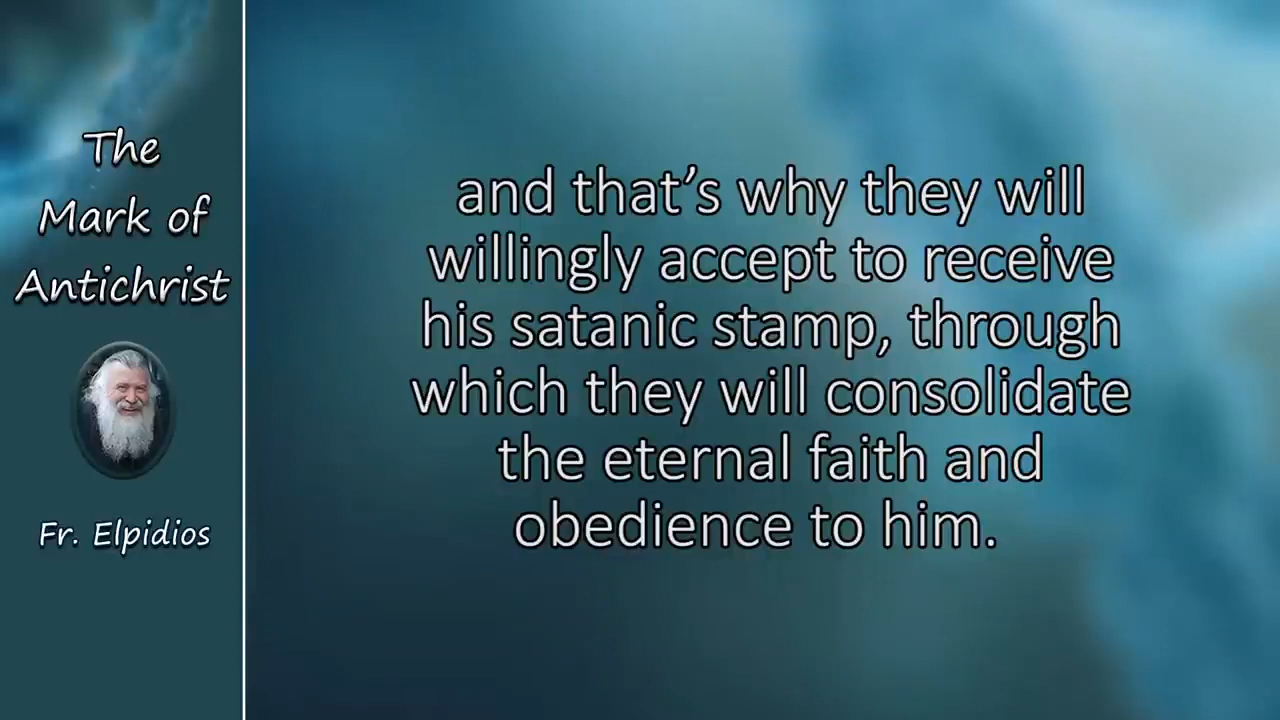 The
Mark of
Antichrist
Fr. Elpidios
and that’s why they will
willingly accept to receive
his satanic stamp, through
which they will consolidate
the eternal faith and
obedience to him.